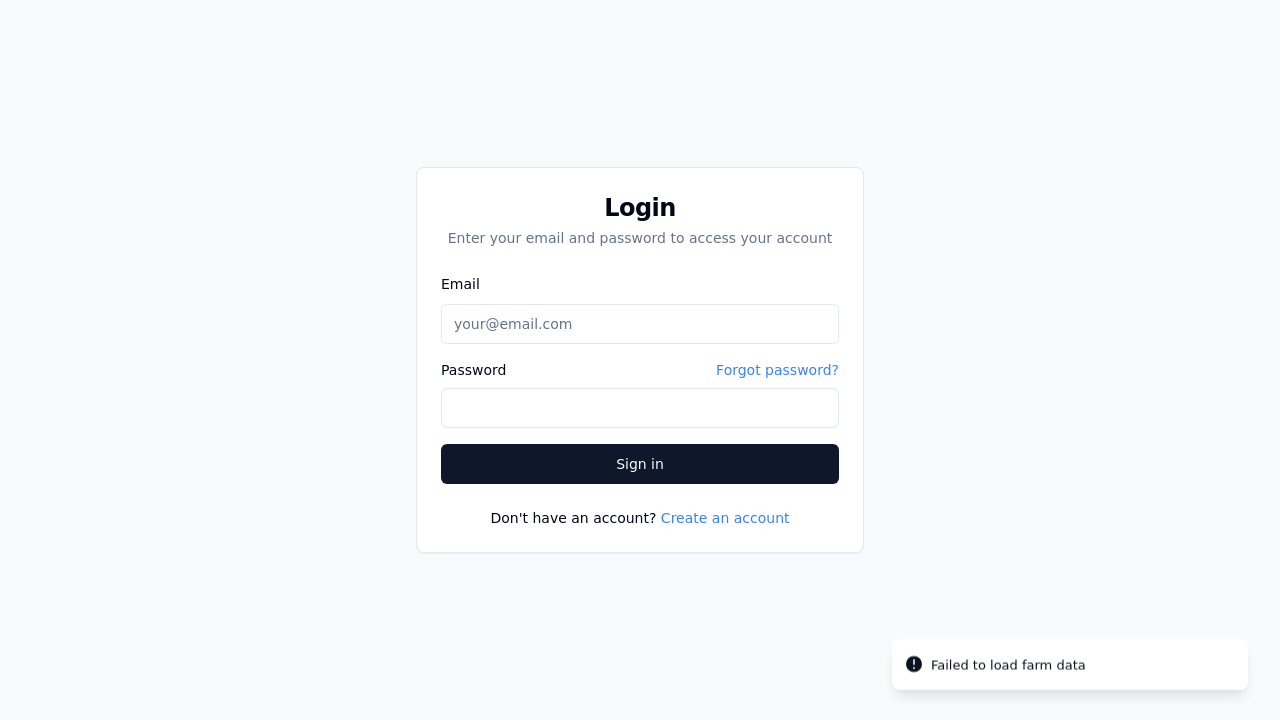 Login
Enter your email and password to access your account
Email
your@email.com
Password Forgot password?
Sign in
Don't have an account? Create an account
Failed to load farm data